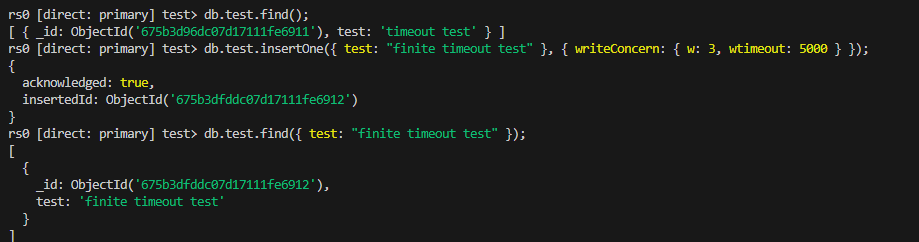 rs0 [direct: primary] test> db.test.find();
[ { _id: ObjectId('675b3d96dc07d17111fe6911'), test: 'timeout test' } ]
rs0 [direct: primary] test> db.test.insertOne({ test: "finite timeout test" }, { writeConcern: { w: 3, wtimeout: 5000 } });
{
  acknowledged: true,
  insertedId: ObjectId('675b3dfddc07d17111fe6912')
}
rs0 [direct: primary] test> db.test.find({ test: "finite timeout test" });
[
  {
    _id: ObjectId('675b3dfddc07d17111fe6912'),
    test: 'finite timeout test'
  }
]